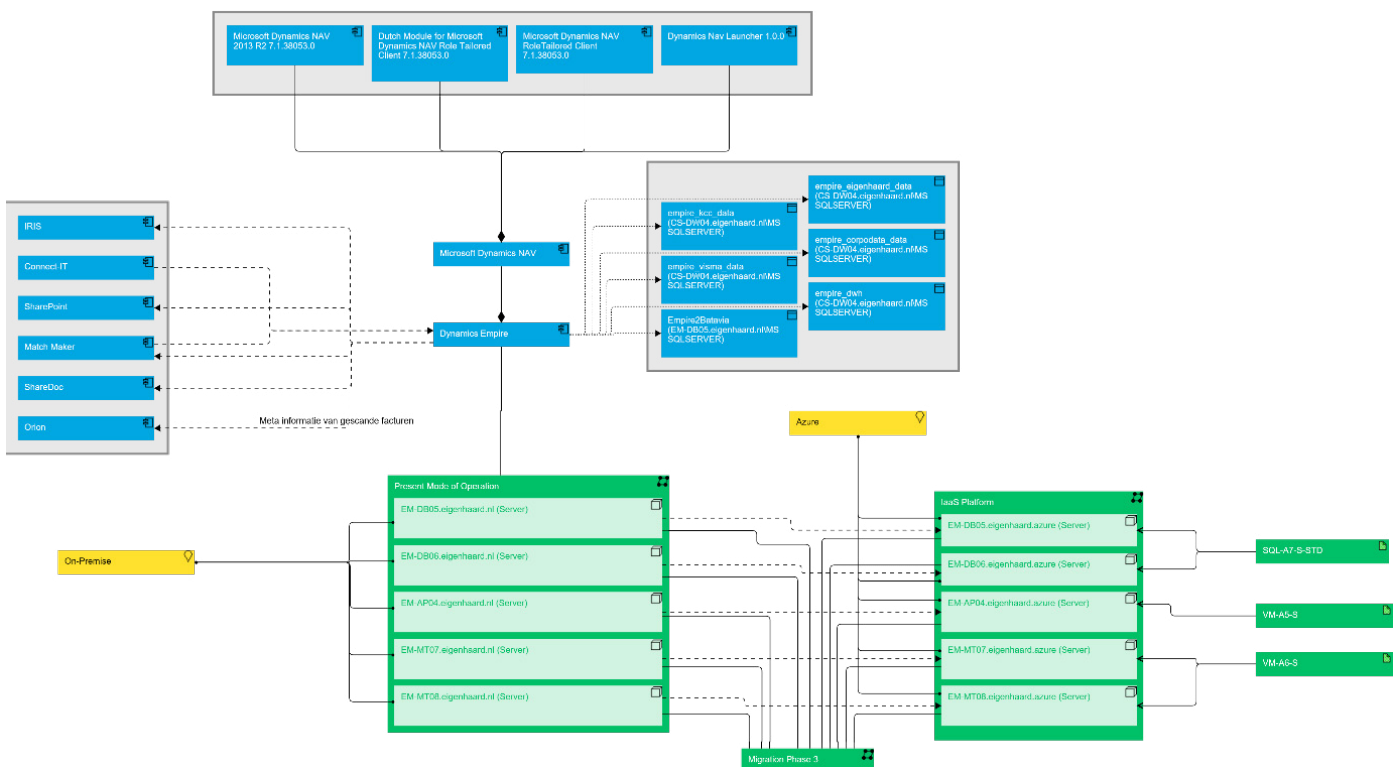 Microsoft Dynamics NAV
2013 R2 7.1.38053.0
Dutch Module for Microsoft
Dynamics NAV Role Tailored
Client 7.1.38053.0
Microsoft Dynamics NAV
RoleTailored Client
7.1.38053.0
Dynamics Nav Launcher 1.0.0
empire_eigenhaard_data
(CS-DW04.eigenhaard.nl\MS
SQLSERVER)
empire_kcc_data
(CS-DW04.eigenhaard.nl\MS
SQLSERVER)
empire_corpodata_data
(CS-DW04.eigenhaard.nl\MS
SQLSERVER)
empire_visma_data
(CS-DW04.eigenhaard.nl\MS
SQLSERVER)
empire_dwh
(CS-DW04.eigenhaard.nl\MS
SQLSERVER)
Empire2Batavia
(EM-DB05.eigenhaard.nl\MS
SQLSERVER)
IRIS
Connect-IT
SharePoint
Match Maker
ShareDoc
Orion
Microsoft Dynamics NAV
Dynamics Empire
Meta informatie van gescande facturen
Azure
On-Premise
Present Mode of Operation
EM-DB05.eigenhaard.nl (Server)
EM-DB06.eigenhaard.nl (Server)
EM-AP04.eigenhaard.nl (Server)
EM-MT07.eigenhaard.nl (Server)
EM-MT08.eigenhaard.nl (Server)
IaaS Platform
EM-DB05.eigenhaard.azure (Server)
EM-DB06.eigenhaard.azure (Server)
EM-AP04.eigenhaard.azure (Server)
EM-MT07.eigenhaard.azure (Server)
EM-MT08.eigenhaard.azure (Server)
SQL-A7-S-STD
VM-A5-S
VM-A6-S
Migration Phase 3